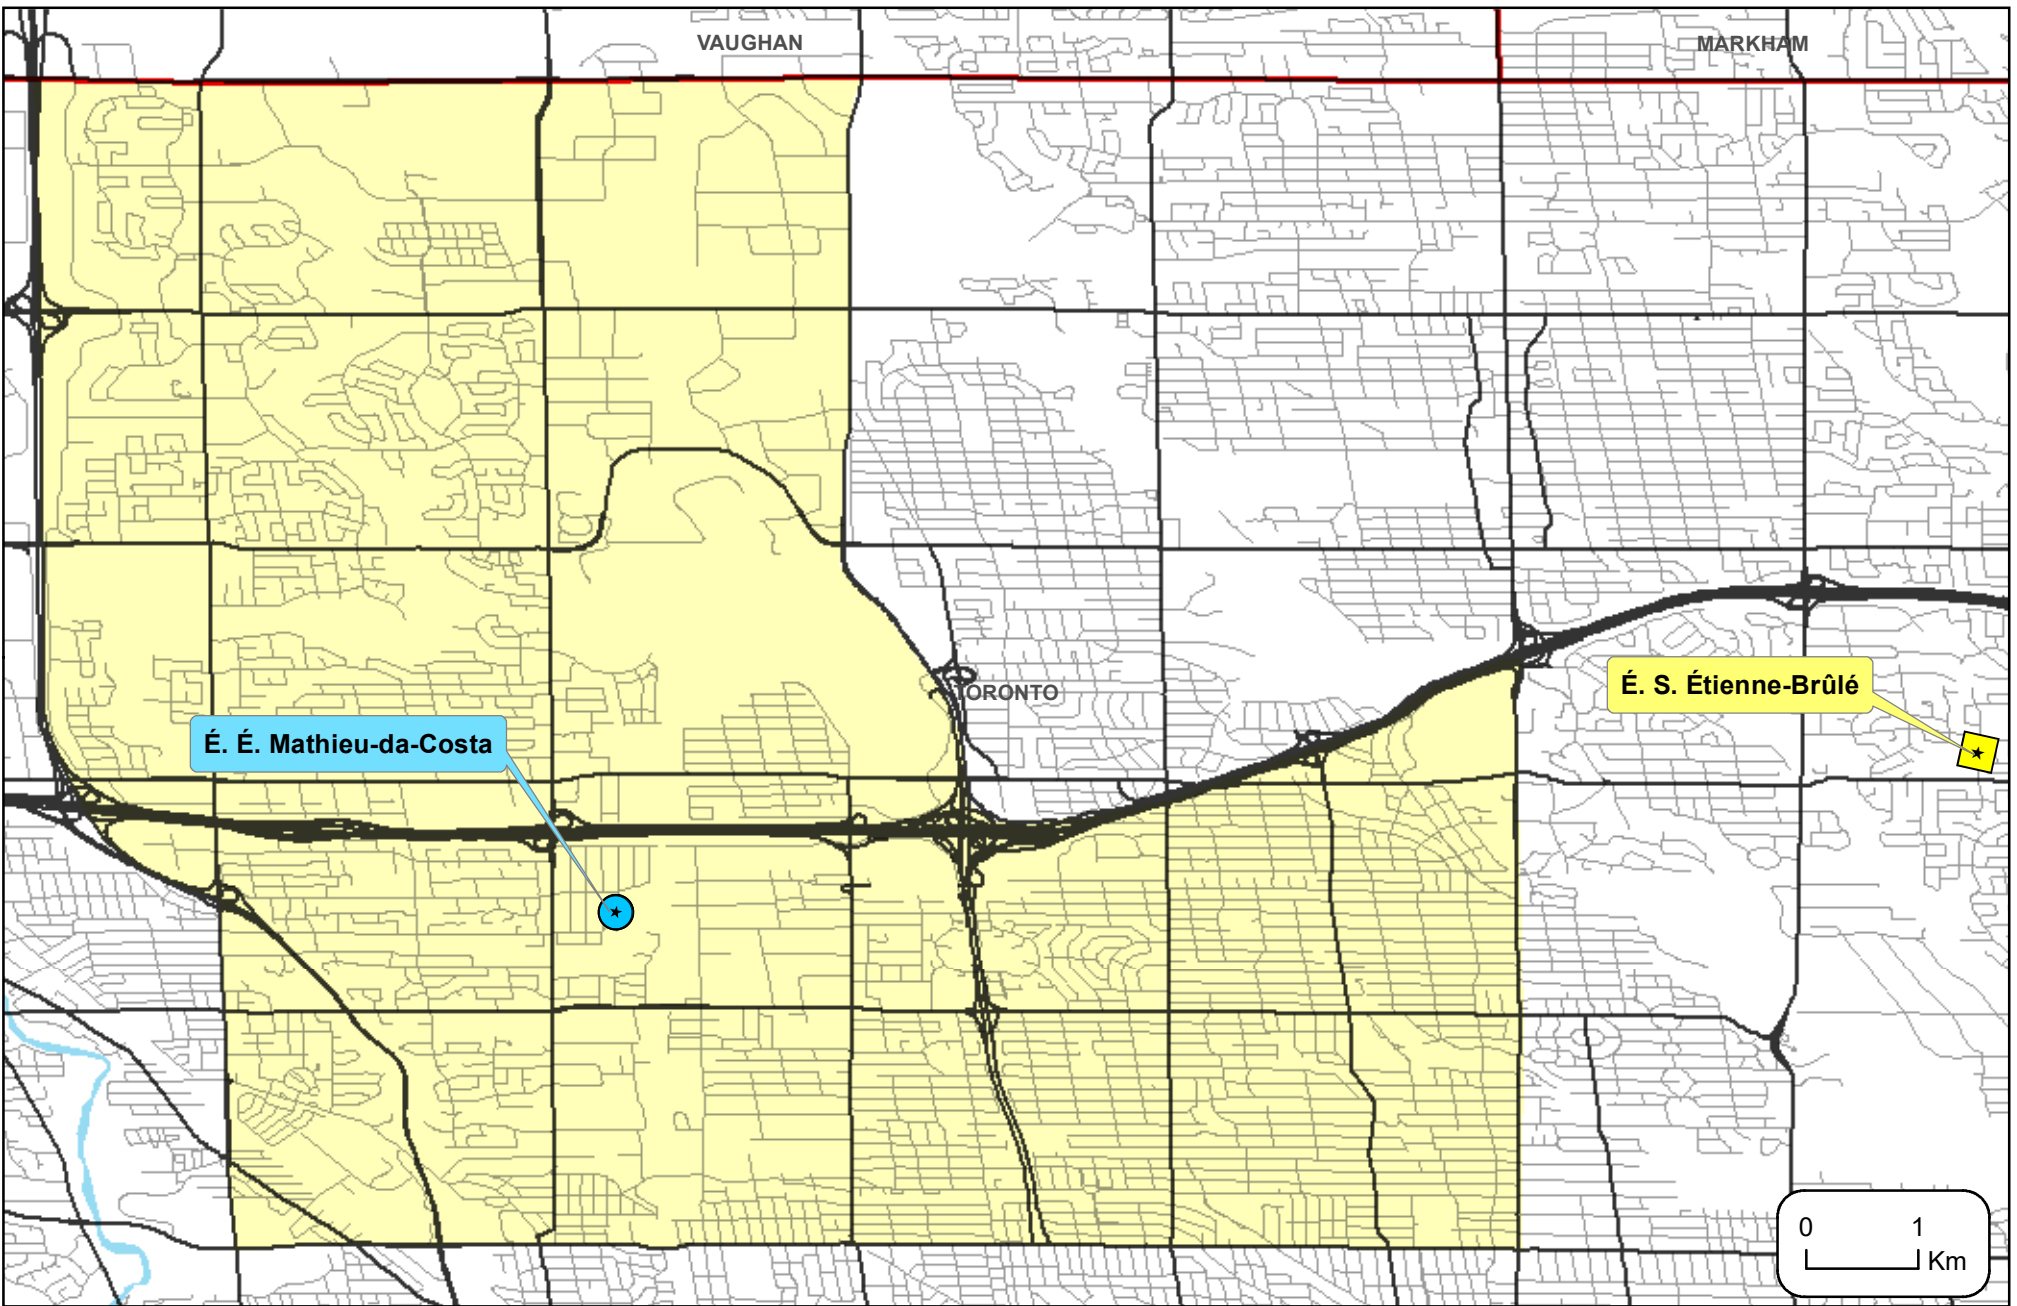 VAUGHAN
MARKHAM
TORONTO
É. S. Étienne-Brûlé
É. É. Mathieu-da-Costa
0 1
Km